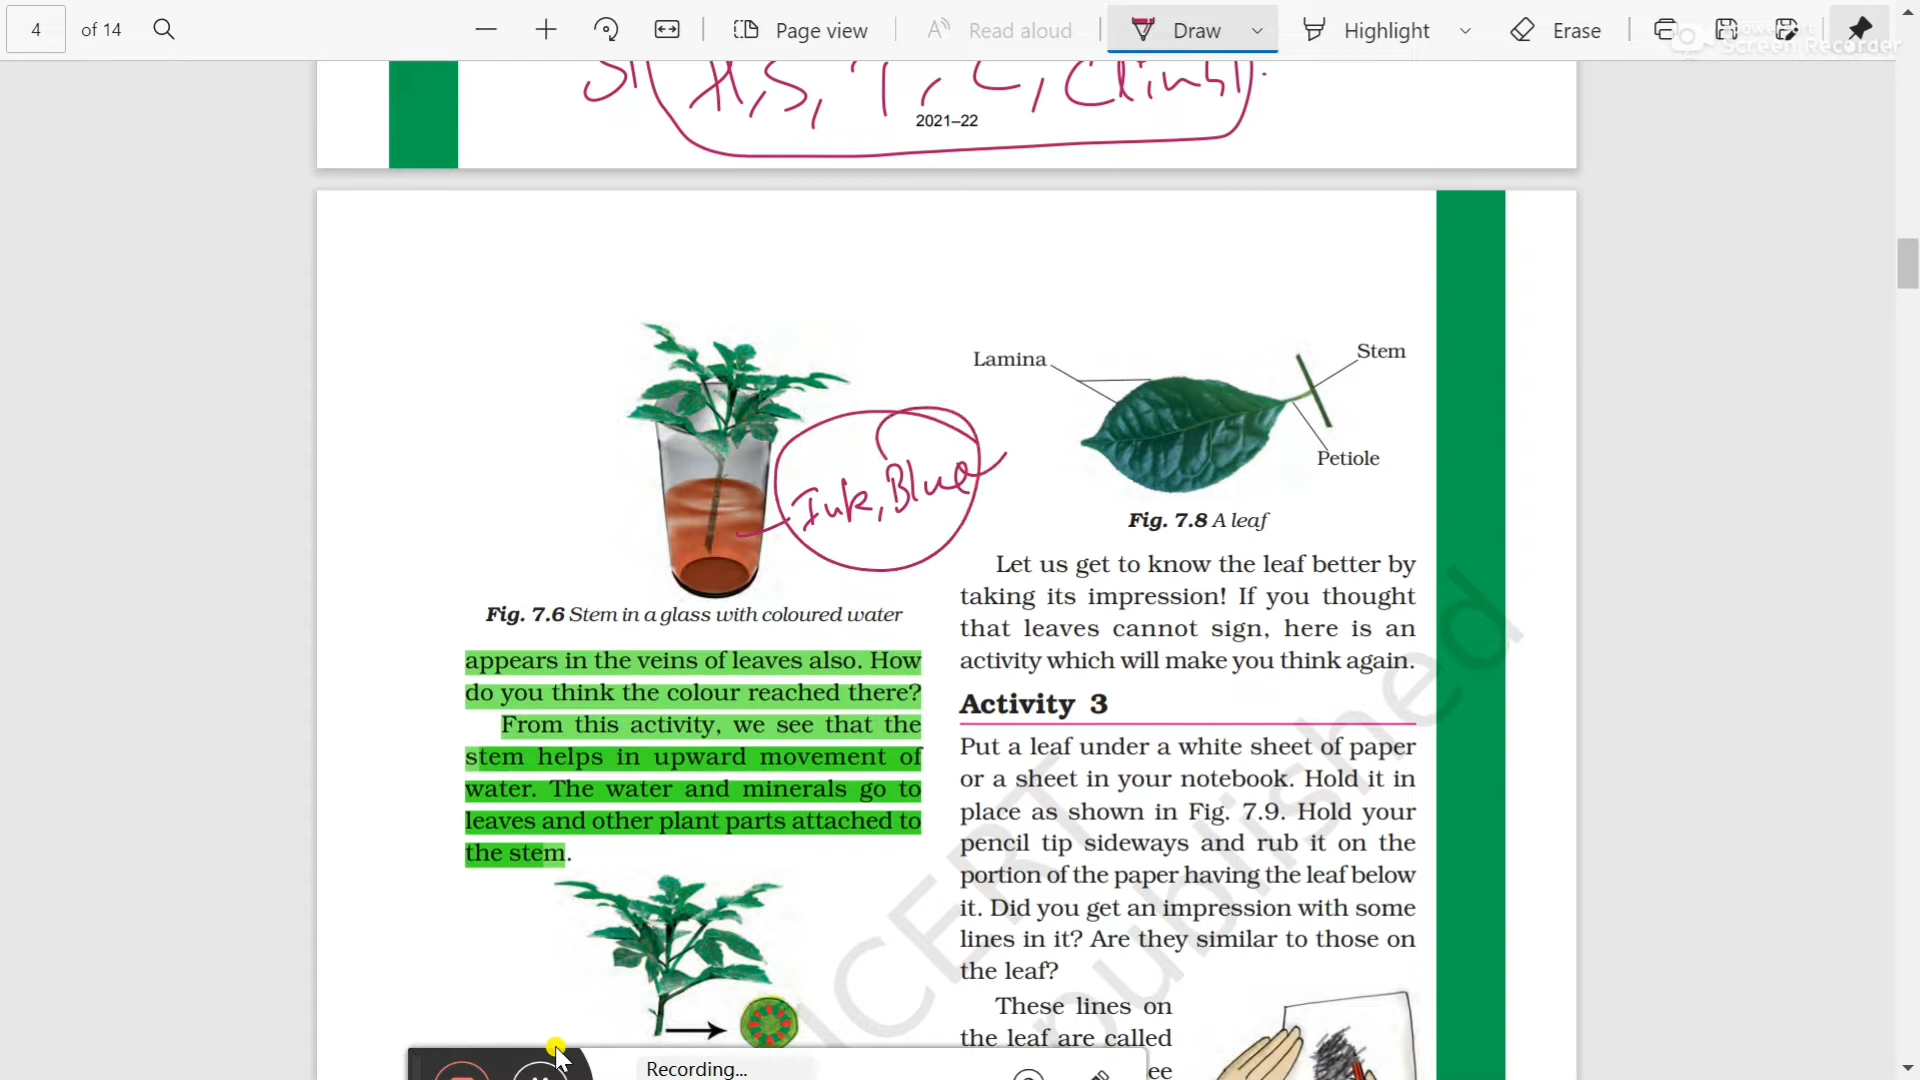 4 of 14 Page view Read aloud Draw Highlight Erase
Screen Recorder
2021–22
Lamina
Stem
Petiole
Ink, Blue
Fig. 7.8 A leaf
Fig. 7.6 Stem in a glass with coloured water
appears in the veins of leaves also. How
do you think the colour reached there?
From this activity, we see that the
stem helps in upward movement of
water. The water and minerals go to
leaves and other plant parts attached to
the stem.
Let us get to know the leaf better by
taking its impression! If you thought
that leaves cannot sign, here is an
activity which will make you think again.
Activity 3
Put a leaf under a white sheet of paper
or a sheet in your notebook. Hold it in
place as shown in Fig. 7.9. Hold your
pencil tip sideways and rub it on the
portion of the paper having the leaf below
it. Did you get an impression with some
lines in it? Are they similar to those on
the leaf?
These lines on
the leaf are called
ee
Recording...
NCERT
published